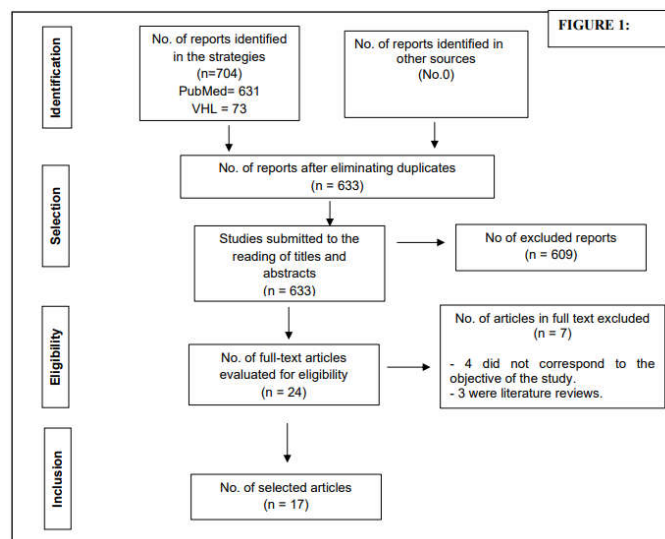 FIGURE 1:
Identification
No. of reports identified
in the strategies
(n=704)
PubMed= 631
VHL = 73
No. of reports identified in
other sources
(No.0)
No. of reports after eliminating duplicates
(n = 633)
Selection
Studies submitted to the
reading of titles and
abstracts
(n = 633)
No of excluded reports
(n = 609)
Eligibility
No. of full-text articles
evaluated for eligibility
(n = 24)
No. of articles in full text excluded
(n = 7)
- 4 did not correspond to the
objective of the study.
- 3 were literature reviews.
Inclusion
No. of selected articles
(n = 17)